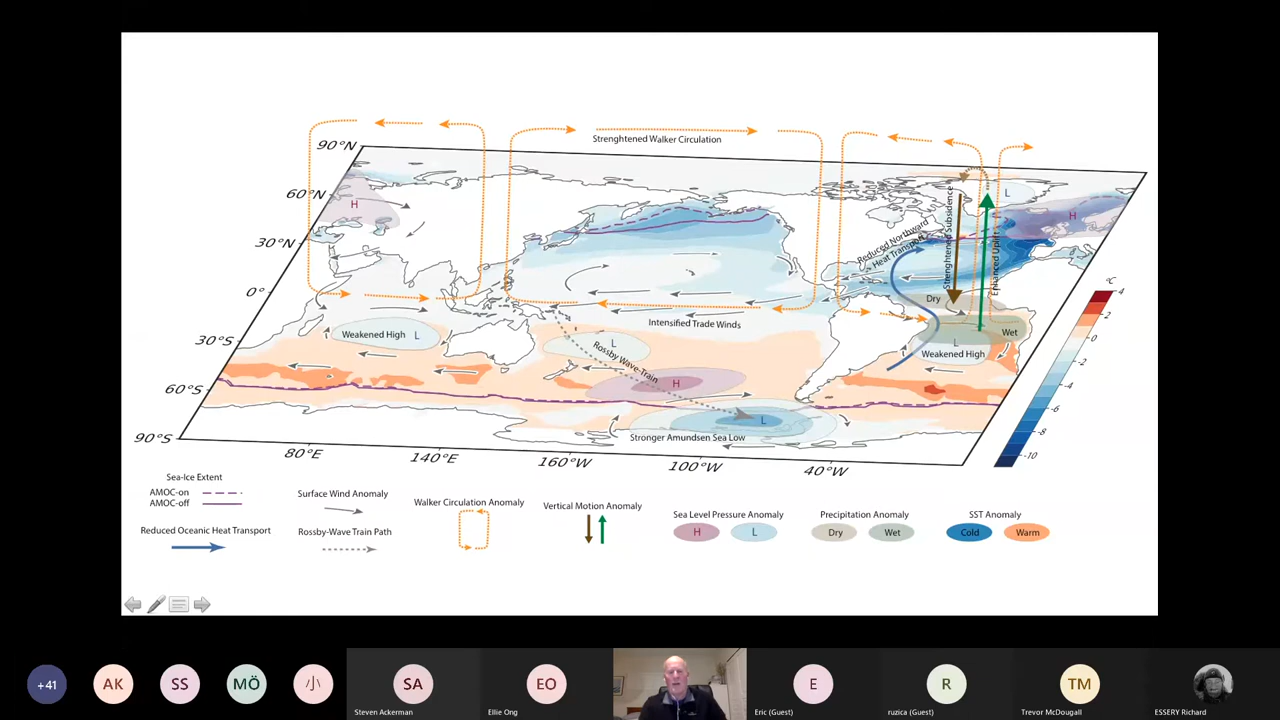 Strenghtened Walker Circulation
90°N
60°N
30°N
0°
30°S
60°S
90°S
80°E
140°E
160°W
100°W
40°W
H
L
H
Reduced Northward
Heat Transport
Strengthened Subsidence
Enhanced Uplift
Dry
Wet
L
Weakened High
Weakened High L
Intensified Trade Winds
L
Rossby Wave-Train
H
L
Stronger Amundsen Sea Low
°C
4
2
0
-2
-4
-6
-8
-10
Sea-Ice Extent
AMOC-on
AMOC-off
Reduced Oceanic Heat Transport
Surface Wind Anomaly
Rossby-Wave Train Path
Walker Circulation Anomaly
Vertical Motion Anomaly
Sea Level Pressure Anomaly
H L
Precipitation Anomaly
Dry Wet
SST Anomaly
Cold Warm
+41
AK
SS
MÖ
小
SA
Steven Ackerman
EO
Ellie Ong
E
Eric (Guest)
R
ruzica (Guest)
TM
Trevor McDougall
ESSERY Richard